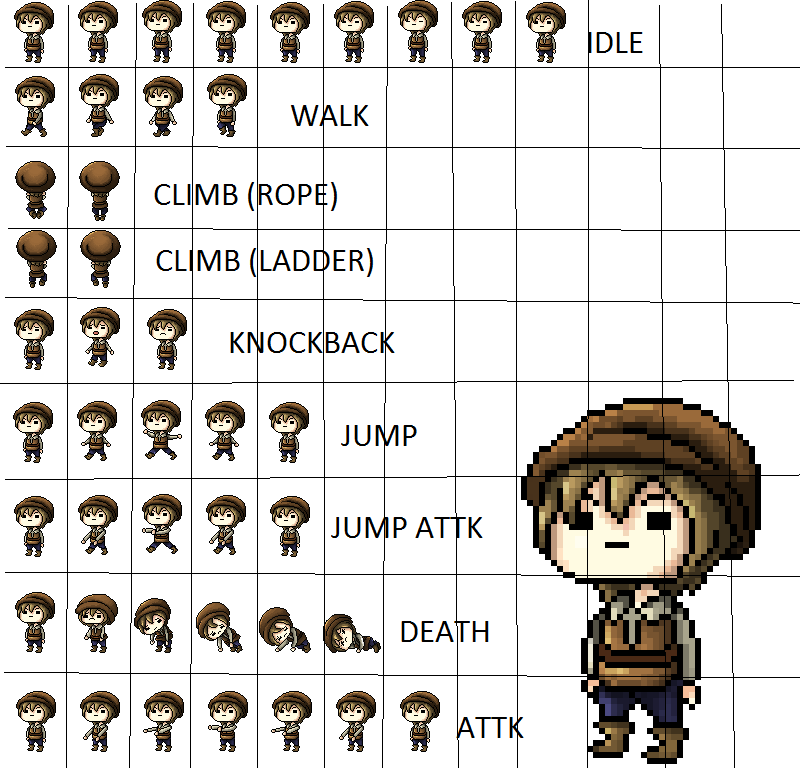 IDLE
WALK
CLIMB (ROPE)
CLIMB (LADDER)
KNOCKBACK
JUMP
JUMP ATTK
DEATH
ATTK